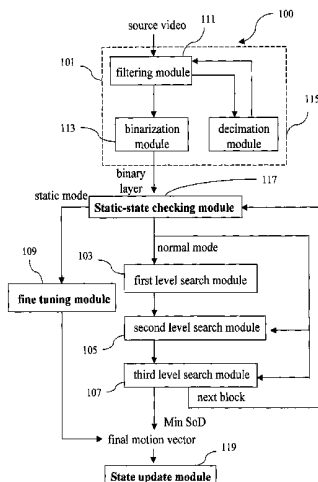 source video
111
100
101
filtering module
115
113
binarization
module
decimation
module
binary
layer
117
static mode
Static-state checking module
109
normal mode
103
first level search module
fine tuning module
second level search module
105
third level search module
107
next block
Min SoD
final motion vector
119
State update module